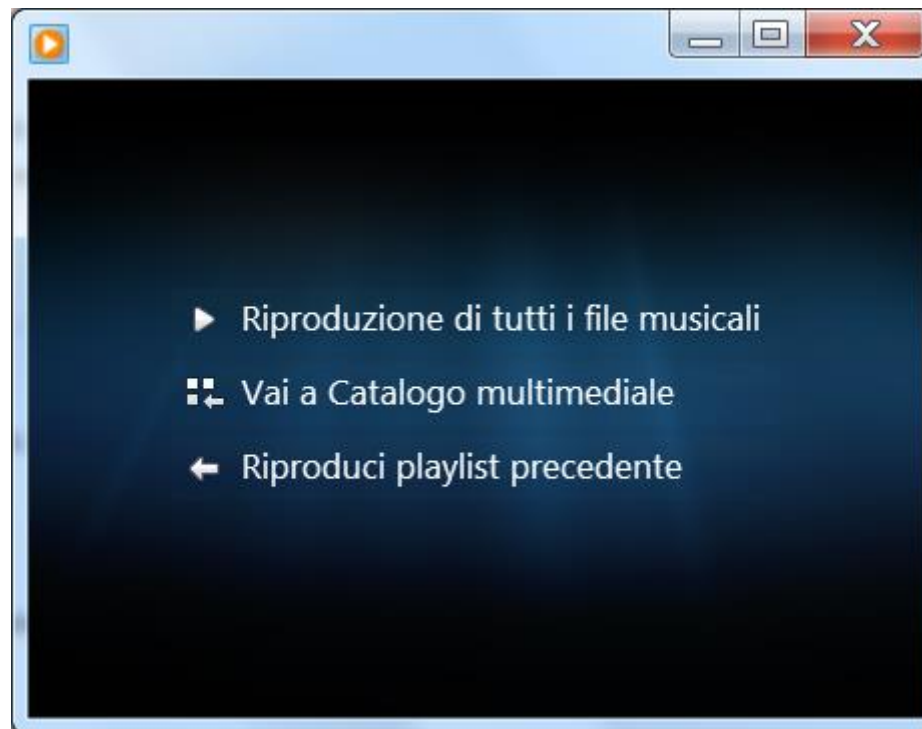 Riproduzione di tutti i file musicali
Vai a Catalogo multimediale
Riproduci playlist precedente